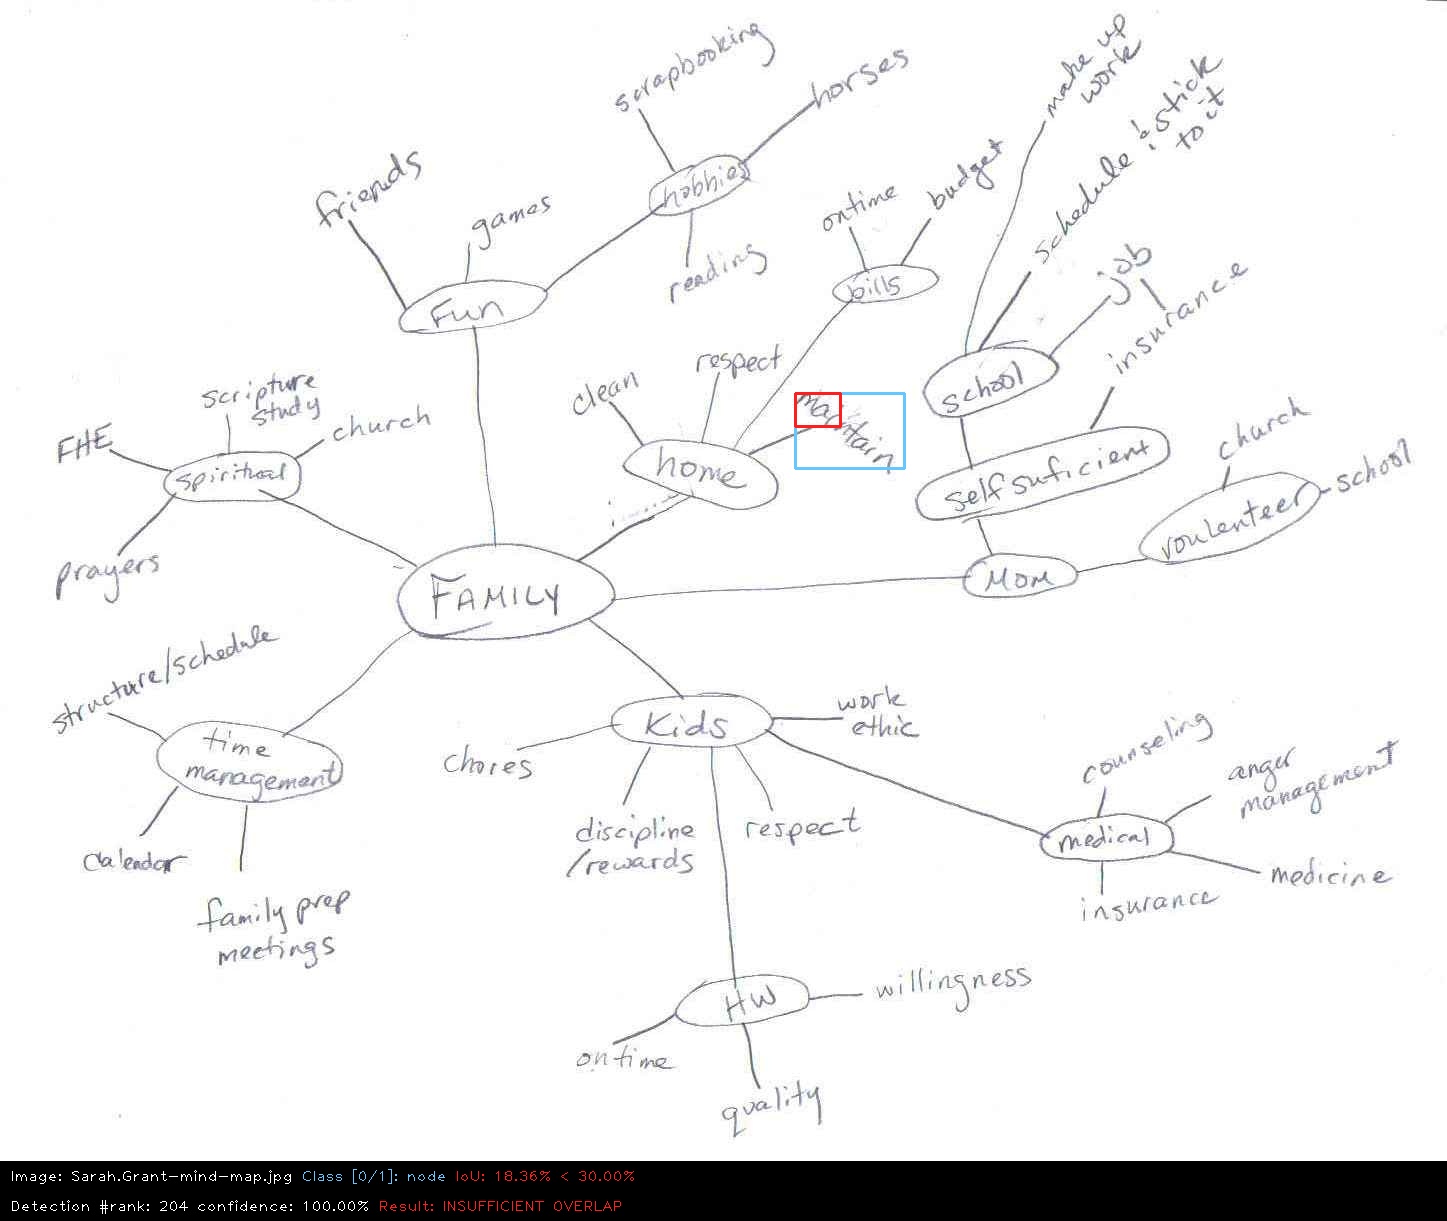 scrapbooking
horses
make up
work
schedule & stick
to it
friends
games
hobbies
reading
ontime
budget
bills
job
insurance
Fun
school
respect
clean
maintain
scripture
study
church
FHE
spiritual
home
self suficient
church
school
voulenteer
prayers
FAMILY
MOM
structure/schedule
time
management
Kids
work
ethic
chores
counseling
anger
management
discipline
/rewards
respect
medical
medicine
insurance
Calendar
family prep
meetings
HW
willingness
ontime
quality
Image: Sarah.Grant-mind-map.jpg Class [0/1]: node IoU: 18.36% < 30.00%
Detection #rank: 204 confidence: 100.00% Result: INSUFFICIENT OVERLAP